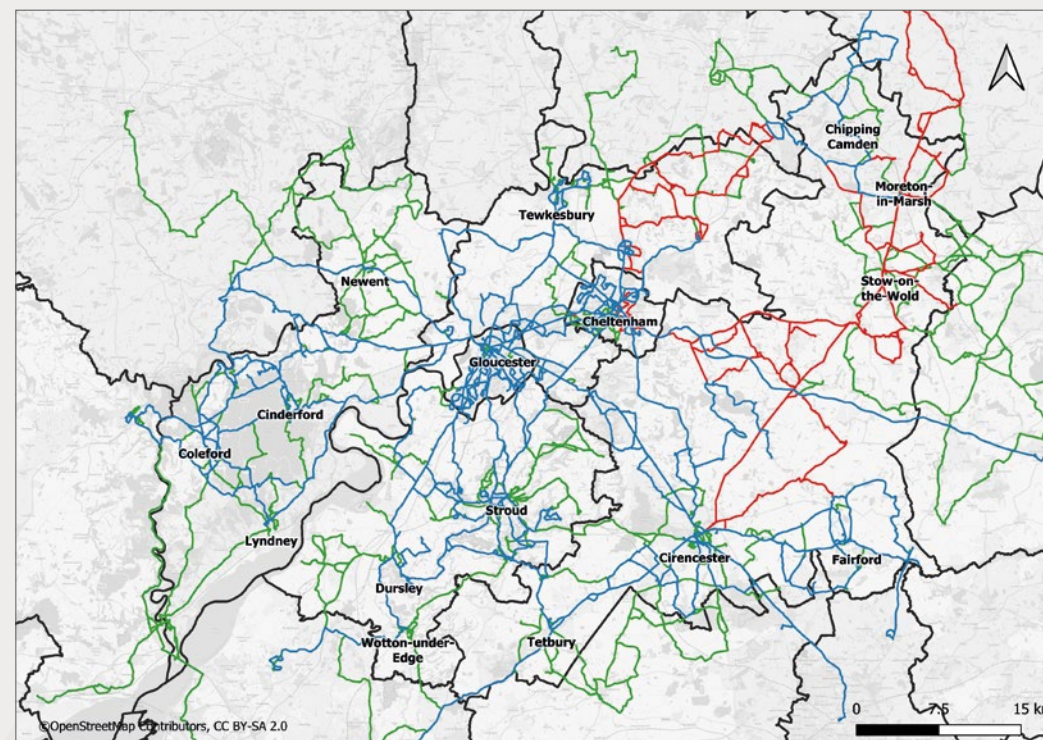 Chipping
Camden
Moreton-
in-Marsh
Tewkesbury
Newent
Stow-on-
the-Wold
Cheltenham
Gloucester
Cinderford
Coleford
Stroud
Lyndney
Cirencester
Fairford
Dursley
Wotton-under-
Edge
Tetbury
©OpenStreetMap Contributors, CC BY-SA 2.0
0 7.5 15 km